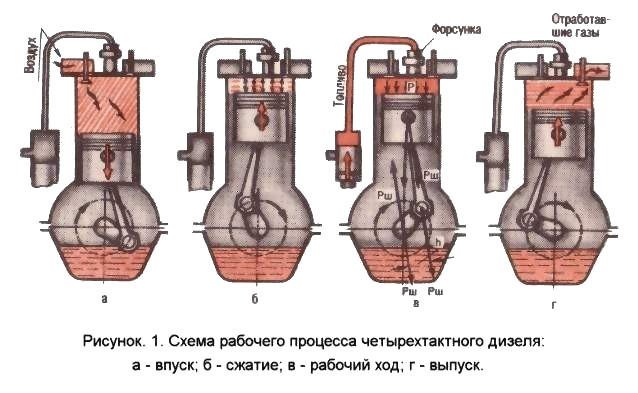 Воздух
Форсунка
Топливо
Р
Рш
Рш
h
Рш
Рш
Отработав-
шие газы
а
б
в
г
Рисунок. 1. Схема рабочего процесса четырехтактного дизеля:
а - впуск; б - сжатие; в - рабочий ход; г - выпуск.